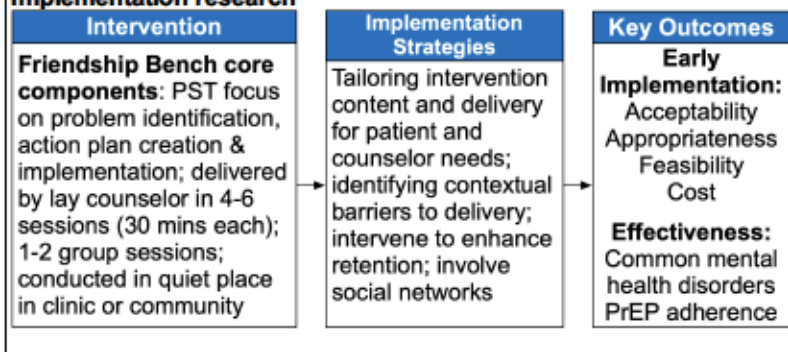 Implementation research
Intervention
Friendship Bench core
components: PST focus
on problem identification,
action plan creation &
implementation; delivered
by lay counselor in 4-6
sessions (30 mins each);
1-2 group sessions;
conducted in quiet place
in clinic or community
Implementation
Strategies
Tailoring intervention
content and delivery
for patient and
counselor needs;
identifying contextual
barriers to delivery;
intervene to enhance
retention; involve
social networks
Key Outcomes
Early
Implementation:
Acceptability
Appropriateness
Feasibility
Cost
Effectiveness:
Common mental
health disorders
PrEP adherence